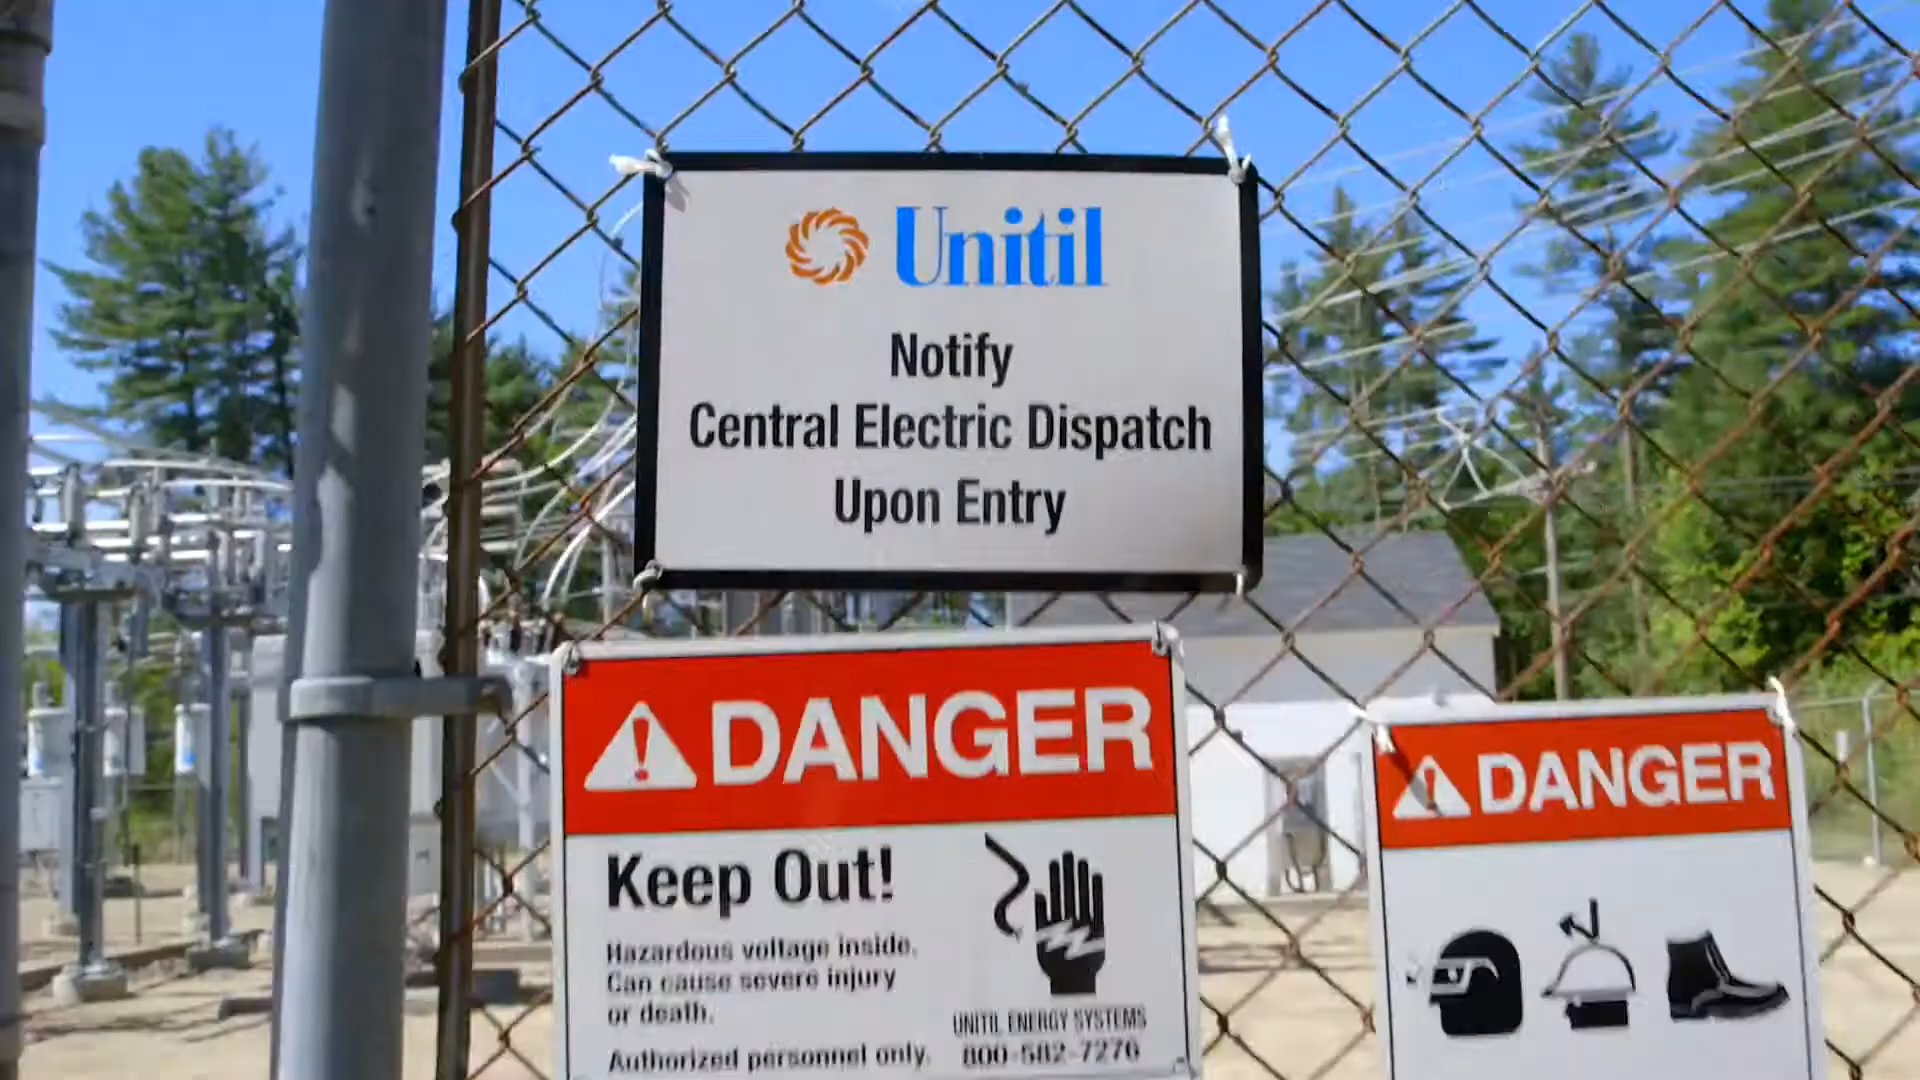 Unitil
Notify
Central Electric Dispatch
Upon Entry
DANGER
Keep Out!
Hazardous voltage inside.
Can cause severe injury
or death.
Authorized personnel only.
UNITIL ENERGY SYSTEMS
800-582-7276
DANGER